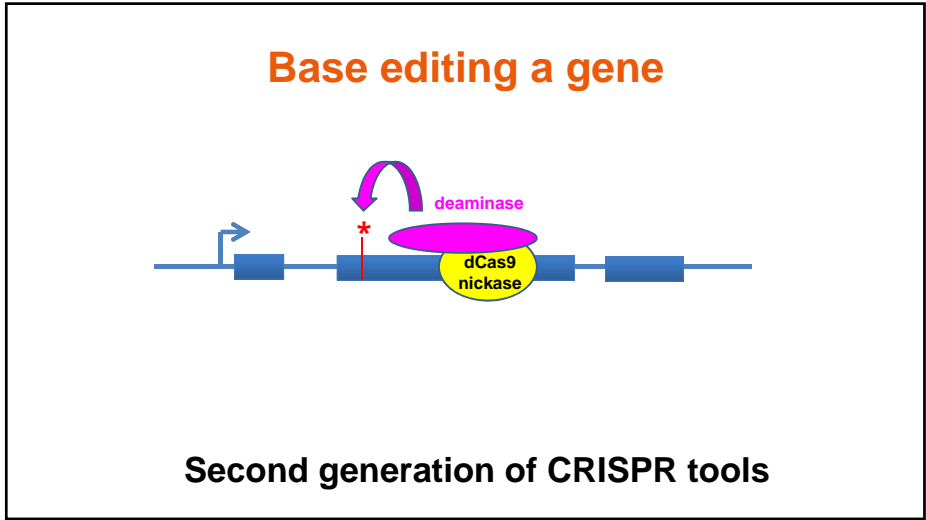 Base editing a gene
deaminase
*
dCas9
nickase
Second generation of CRISPR tools